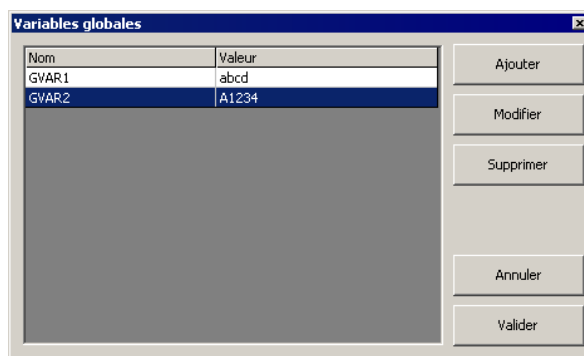 Variables globales
Nom Valeur
GVAR1 abcd
GVAR2 A1234
Ajouter
Modifier
Supprimer
Annuler
Valider